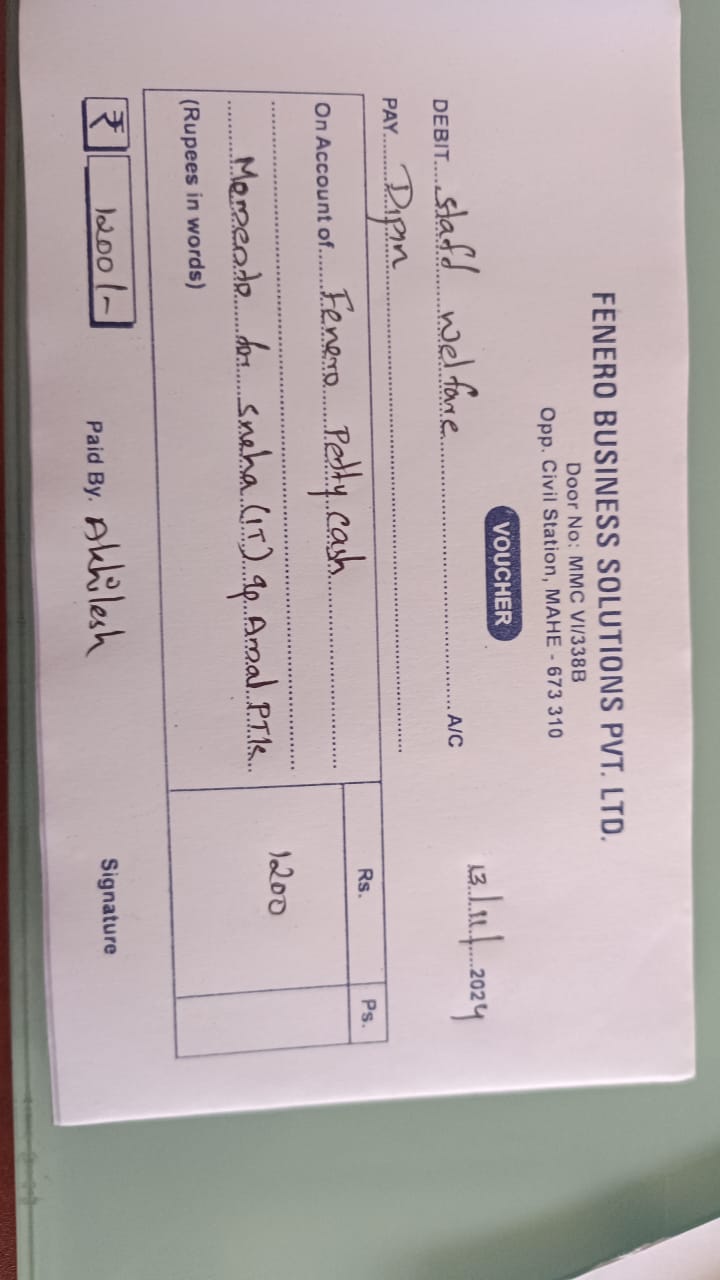 FENERO BUSINESS SOLUTIONS PVT. LTD.
Door No: MMC VI/338B
Opp. Civil Station, MAHE - 673 310
VOUCHER
13/11/2024
DEBIT staff welfare A/C
PAY Dipin
Rs. Ps.
On Account of Fenero Petty cash
Momento for Sneha (IT) Amal 1200
(Rupees in words)
₹ 1200/- Paid By. Akhilesh Signature